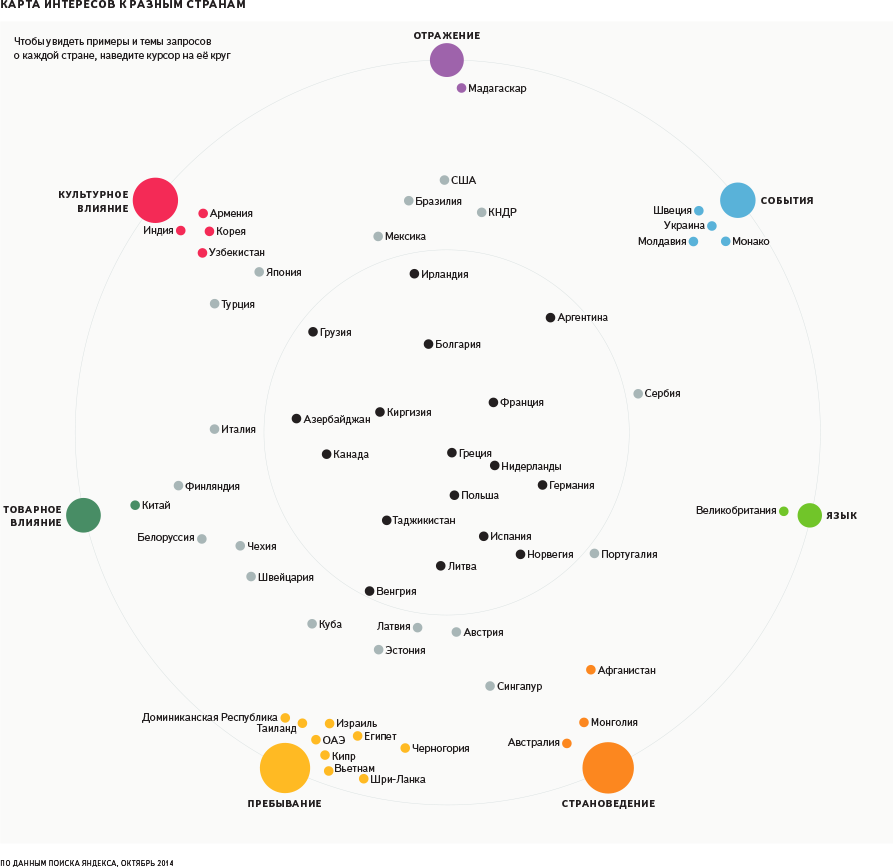 КАРТА ИНТЕРЕСОВ К РАЗНЫМ СТРАНАМ
Чтобы увидеть примеры и темы запросов
о каждой стране, наведите курсор на её круг
ОТРАЖЕНИЕ
Мадагаскар
США
Бразилия
КНДР
Мексика
КУЛЬТУРНОЕ
ВЛИЯНИЕ
Армения
Индия
Корея
Узбекистан
Япония
Турция
СОБЫТИЯ
Швеция
Украина
Молдавия
Монако
Ирландия
Аргентина
Грузия
Болгария
Сербия
Франция
Киргизия
Азербайджан
Италия
Канада
Греция
Нидерланды
Германия
Польша
Финляндия
Китай
ТОВАРНОЕ
ВЛИЯНИЕ
Великобритания
ЯЗЫК
Таджикистан
Белоруссия
Чехия
Испания
Норвегия
Португалия
Литва
Швейцария
Венгрия
Куба
Латвия
Австрия
Эстония
Афганистан
Сингапур
Доминиканская Республика
Таиланд
Израиль
ОАЭ
Египет
Черногория
Кипр
Вьетнам
Шри-Ланка
ПРЕБЫВАНИЕ
Монголия
Австралия
СТРАНОВЕДЕНИЕ
ПО ДАННЫМ ПОИСКА ЯНДЕКСА, ОКТЯБРЬ 2014